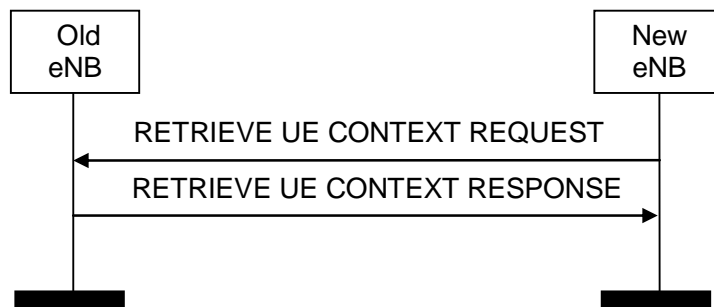 Old
eNB
New
eNB
RETRIEVE UE CONTEXT REQUEST
RETRIEVE UE CONTEXT RESPONSE